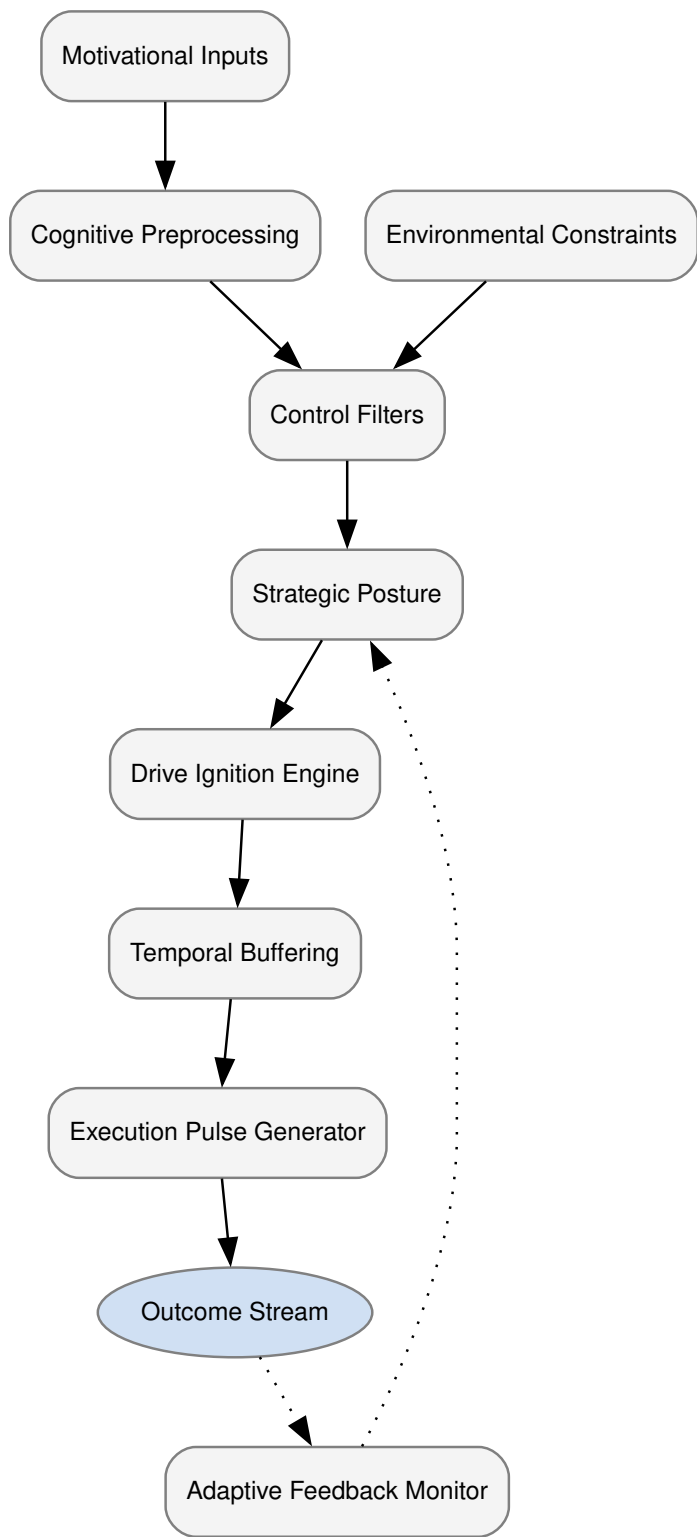 Motivational Inputs
Cognitive Preprocessing
Environmental Constraints
Control Filters
Strategic Posture
Drive Ignition Engine
Temporal Buffering
Execution Pulse Generator
Outcome Stream
Adaptive Feedback Monitor